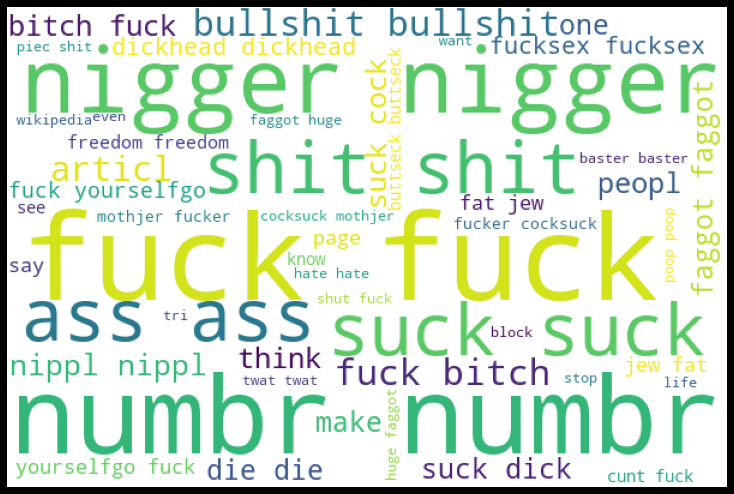 bitch fuck
bullshit bullshit
one
piec shit
dickhead dickhead
want
fucksex fucksex
nigger nigger
suck cock
buttseck buttseck
faggot faggot
wikipedia
even
faggot huge
freedom freedom
shit shit
baster baster
articl
fuck yourselfgo
peopl
see
mothjer fucker
cocksuck mothjer
fat jew
fucker cocksuck
poop poop
fuck fuck
page
say
know
hate hate
shut fuck
ass ass
tri
suck suck
block
nippl nippl
think
fuck bitch
jew fat
twat twat
stop
life
numbr numbr
make
huge faggot
yourselfgo fuck
die die
suck dick
cunt fuck